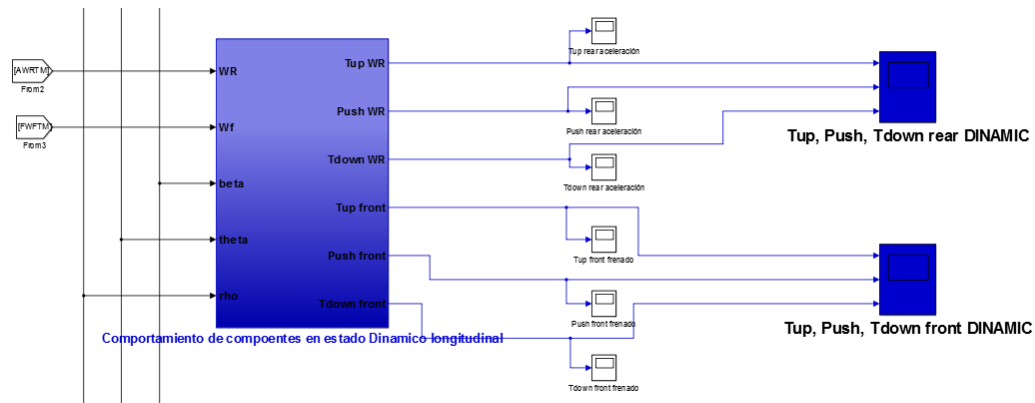 [AWRTM]
From2
[FWFTM]
From3
WR
Wf
beta
theta
rho
Tup WR
Push WR
Tdown WR
Tup front
Push front
Tdown front
Comportamiento de compoentes en estado Dinamico longitudinal
Tup rear aceleración
Push rear aceleración
Tdown rear aceleración
Tup front frenado
Push front frenado
Tdown front frenado
Tup, Push, Tdown rear DINAMIC
Tup, Push, Tdown front DINAMIC